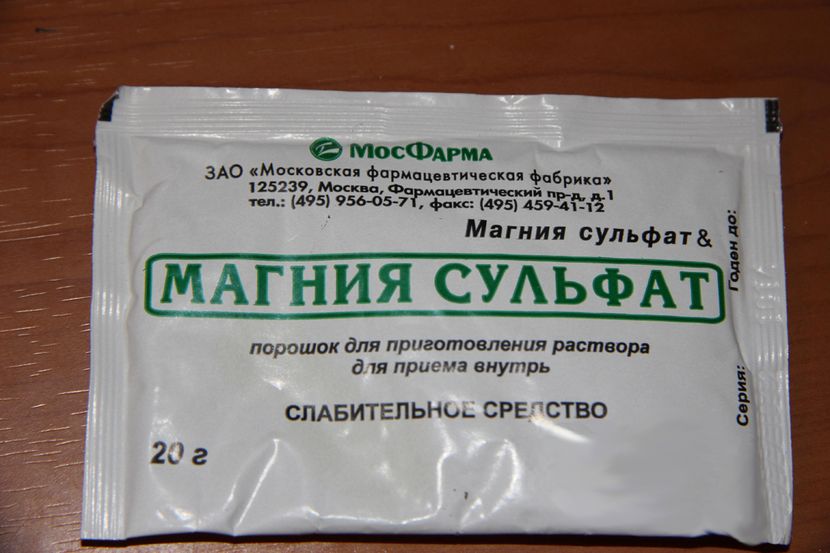 МОСФАРМА
ЗАО «Московская фармацевтическая фабрика»
125239, Москва, Фармацевтический пр-д, д.1
тел.: (495) 956-05-71, факс: (495) 459-41-12
Магния сульфат &
МАГНИЯ СУЛЬФАТ
порошок для приготовления раствора
для приема внутрь
СЛАБИТЕЛЬНОЕ СРЕДСТВО
20 г
Годен до:
Серия: